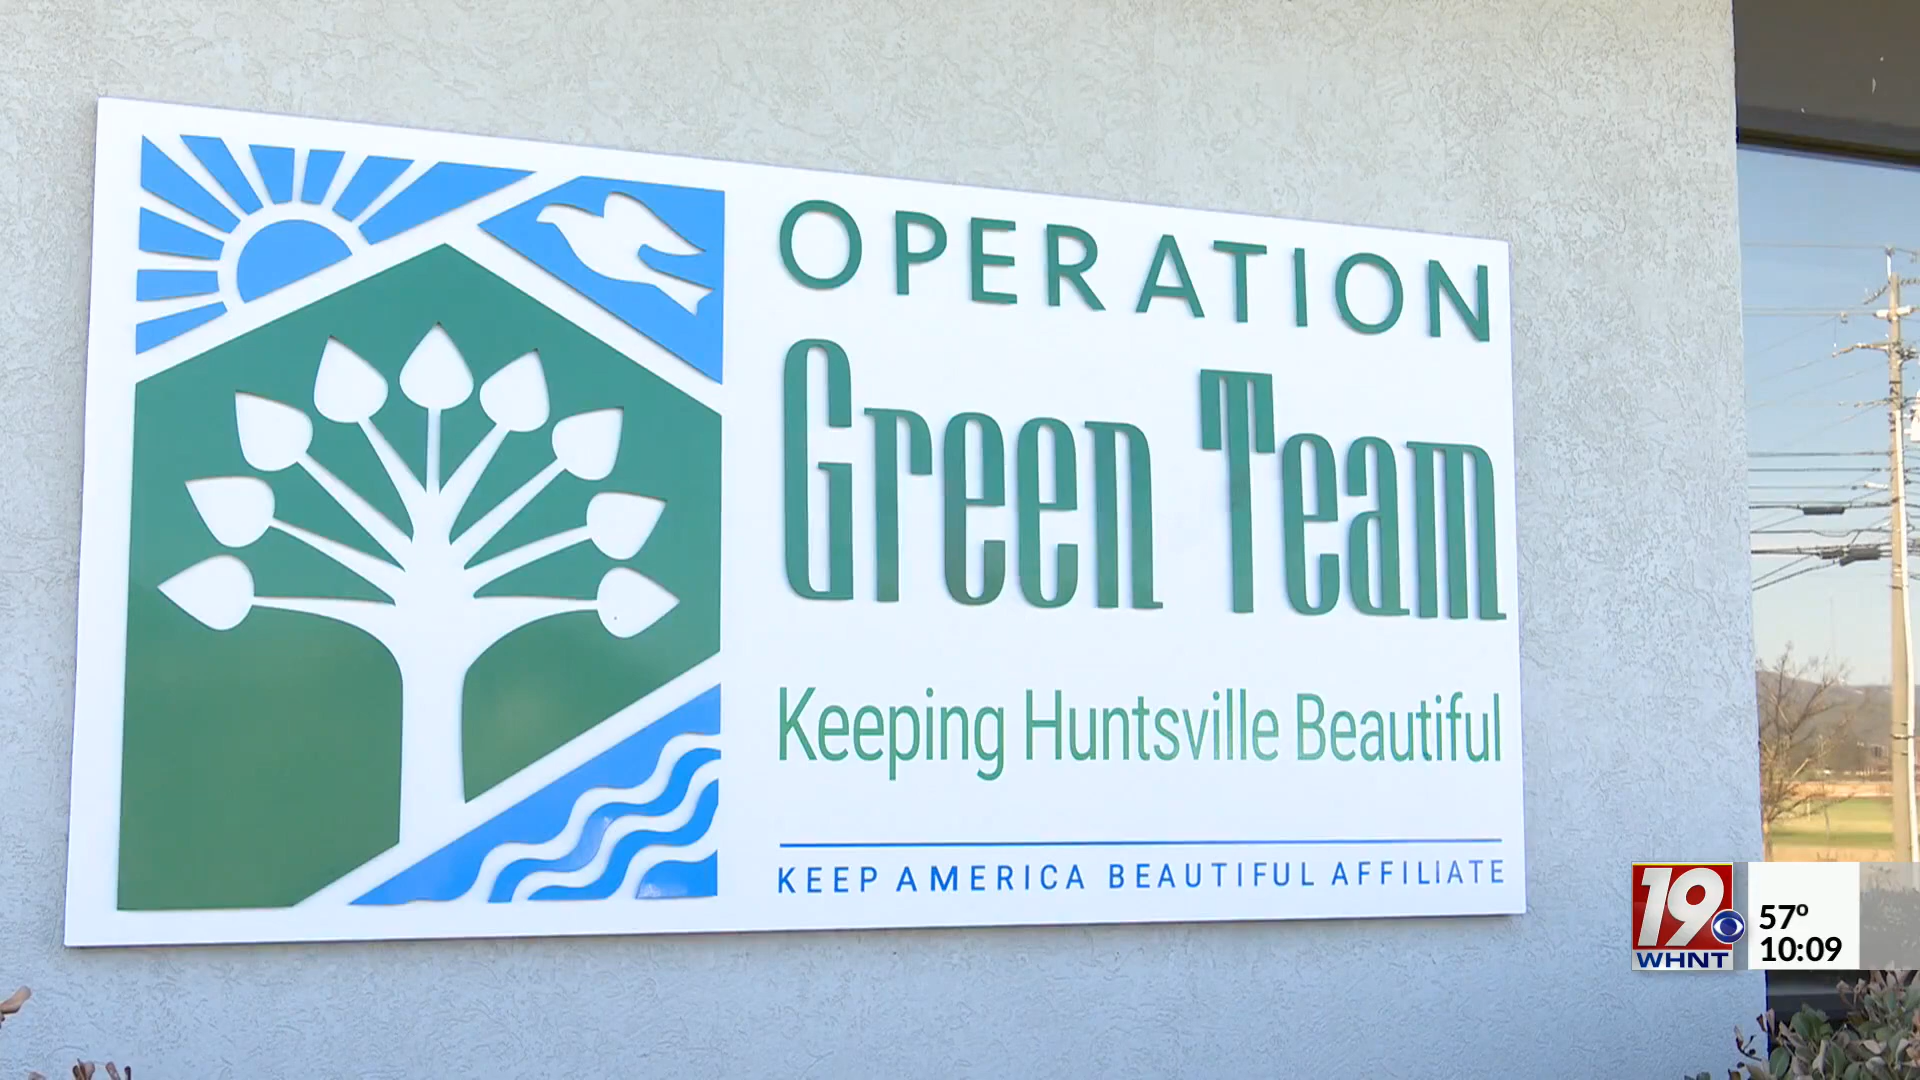 OPERATION
Green Team
Keeping Huntsville Beautiful
KEEP AMERICA BEAUTIFUL AFFILIATE
19
WHNT
57°
10:09